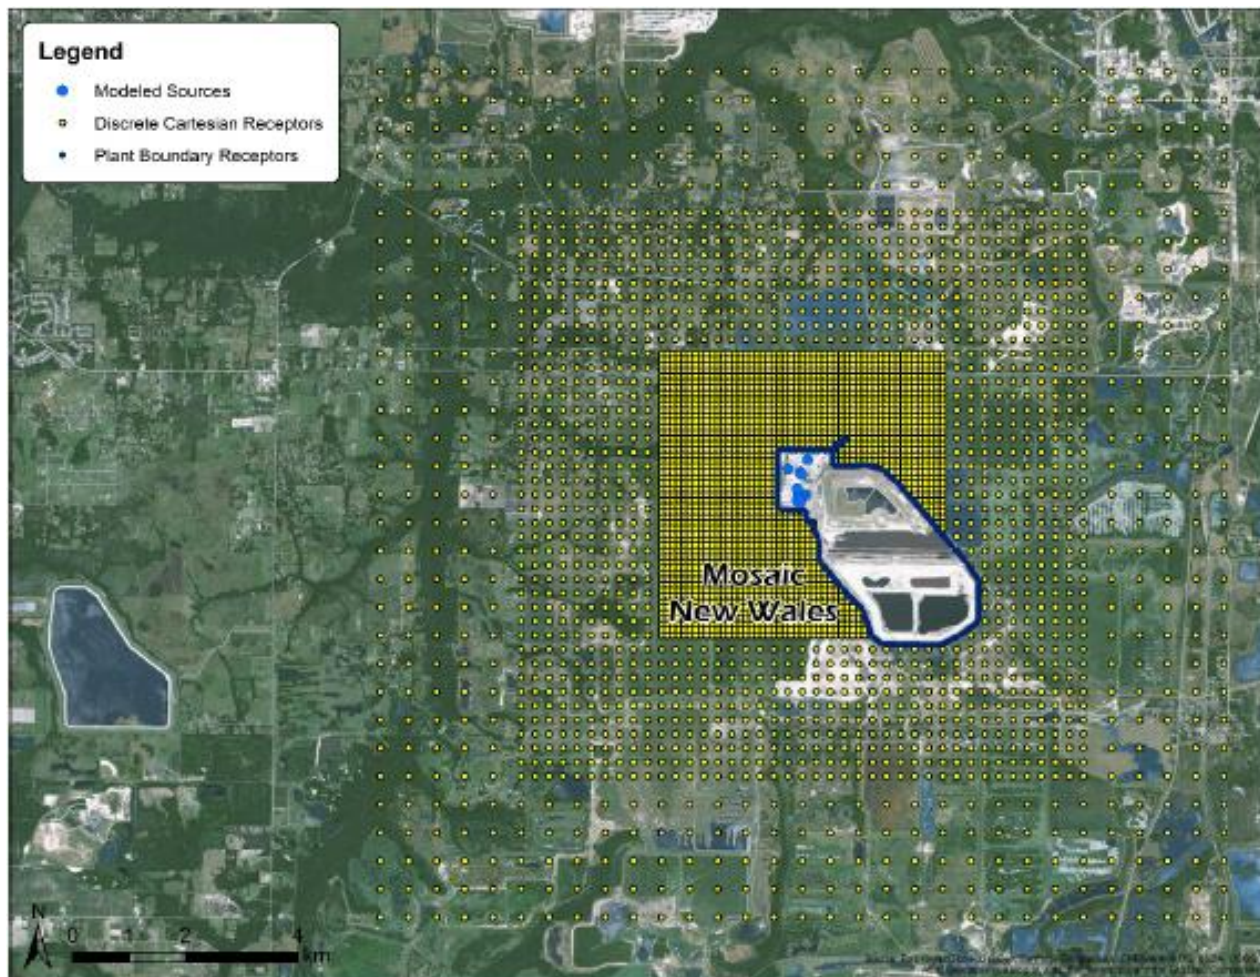 Legend
Modeled Sources
Discrete Cartesian Receptors
Plant Boundary Receptors
Mosaic
New Wales
N
0 1 2 4
km